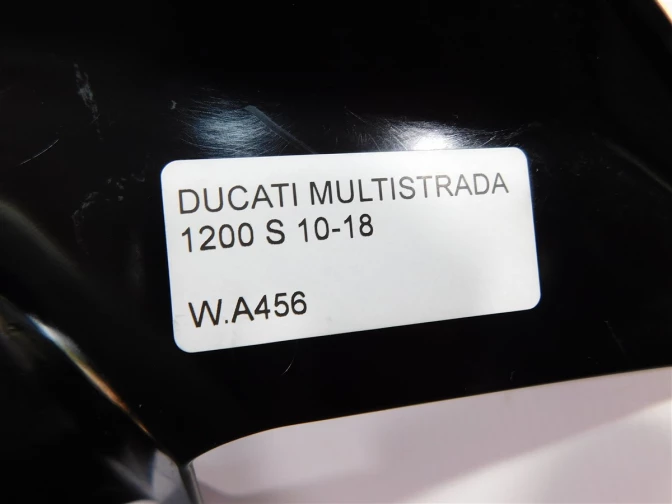 DUCATI MULTISTRADA
1200 S 10-18
W.A456